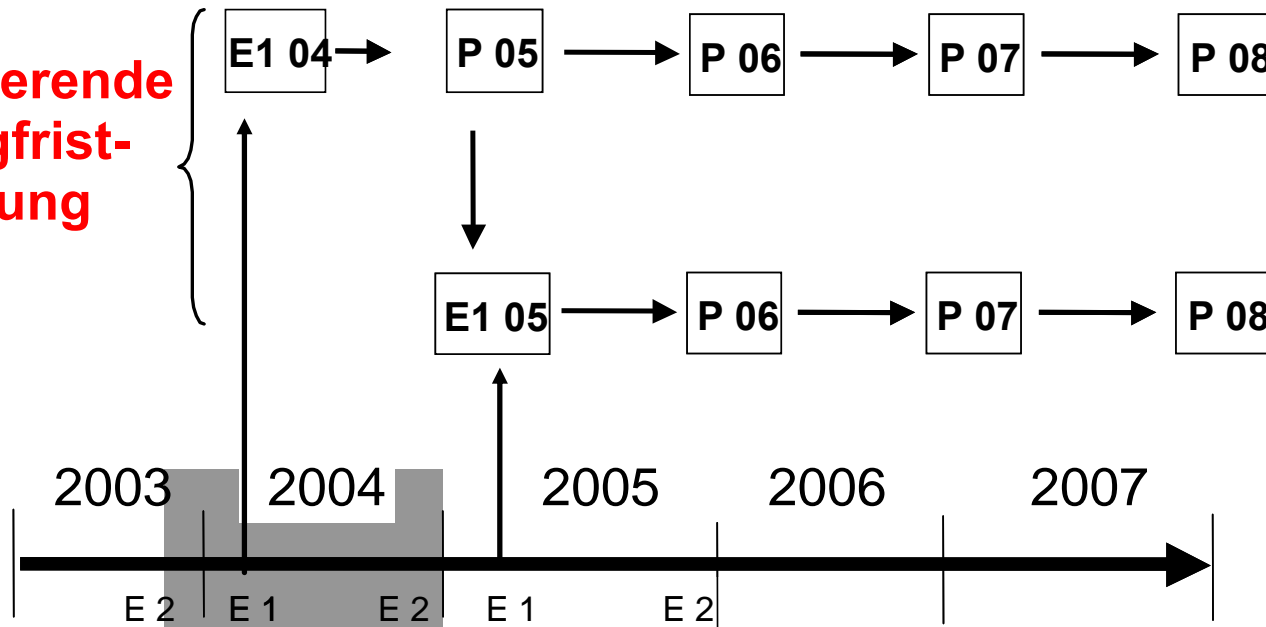 E1 04 P 05 P 06 P 07 P 08
erende
gfrist-
ung
E1 05 P 06 P 07 P 08
2003 2004 2005 2006 2007
E 2 E 1 E 2 E 1 E 2